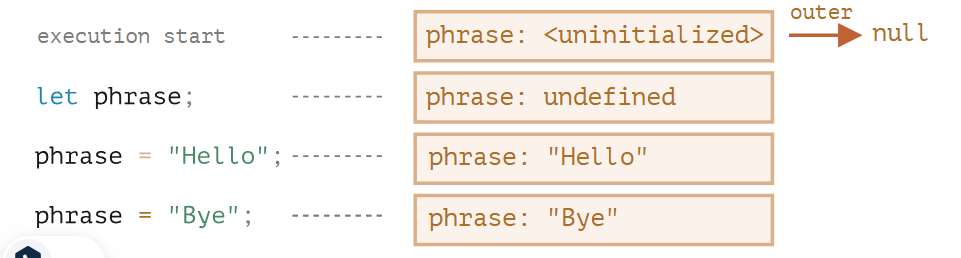 outer
execution start --------- phrase: <uninitialized> null
let phrase; --------- phrase: undefined
phrase = "Hello"; --------- phrase: "Hello"
phrase = "Bye"; --------- phrase: "Bye"